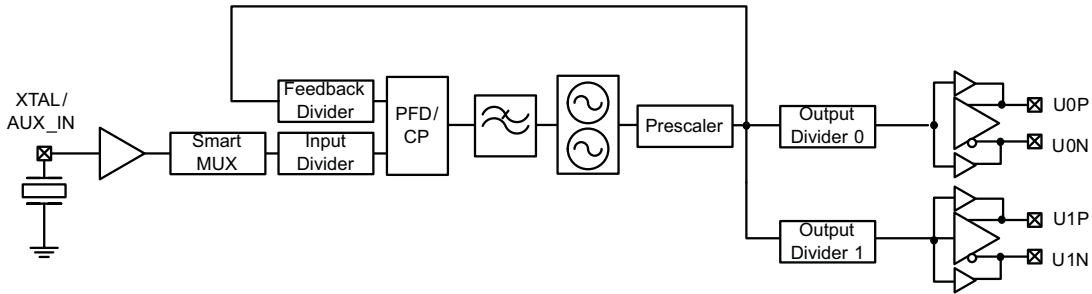 XTAL/
AUX_IN
Smart
MUX
Feedback
Divider
Input
Divider
PFD/
CP
Prescaler
Output
Divider 0
U0P
U0N
Output
Divider 1
U1P
U1N